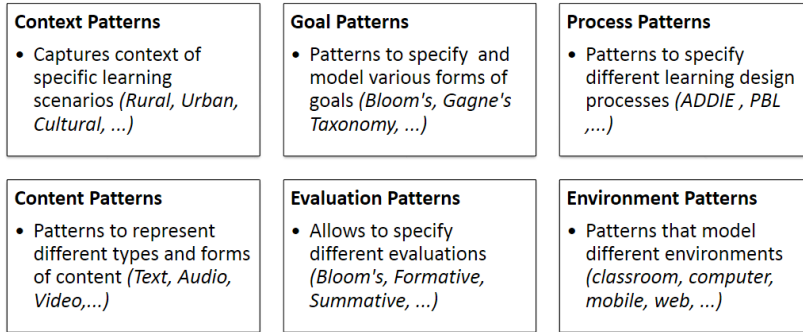 Context Patterns
• Captures context of
specific learning
scenarios (Rural, Urban,
Cultural, ...)
Goal Patterns
• Patterns to specify and
model various forms of
goals (Bloom's, Gagne's
Taxonomy, ...)
Process Patterns
• Patterns to specify
different learning design
processes (ADDIE , PBL
,...)
Content Patterns
• Patterns to represent
different types and forms
of content (Text, Audio,
Video,...)
Evaluation Patterns
• Allows to specify
different evaluations
(Bloom's, Formative,
Summative, ...)
Environment Patterns
• Patterns that model
different environments
(classroom, computer,
mobile, web, ...)